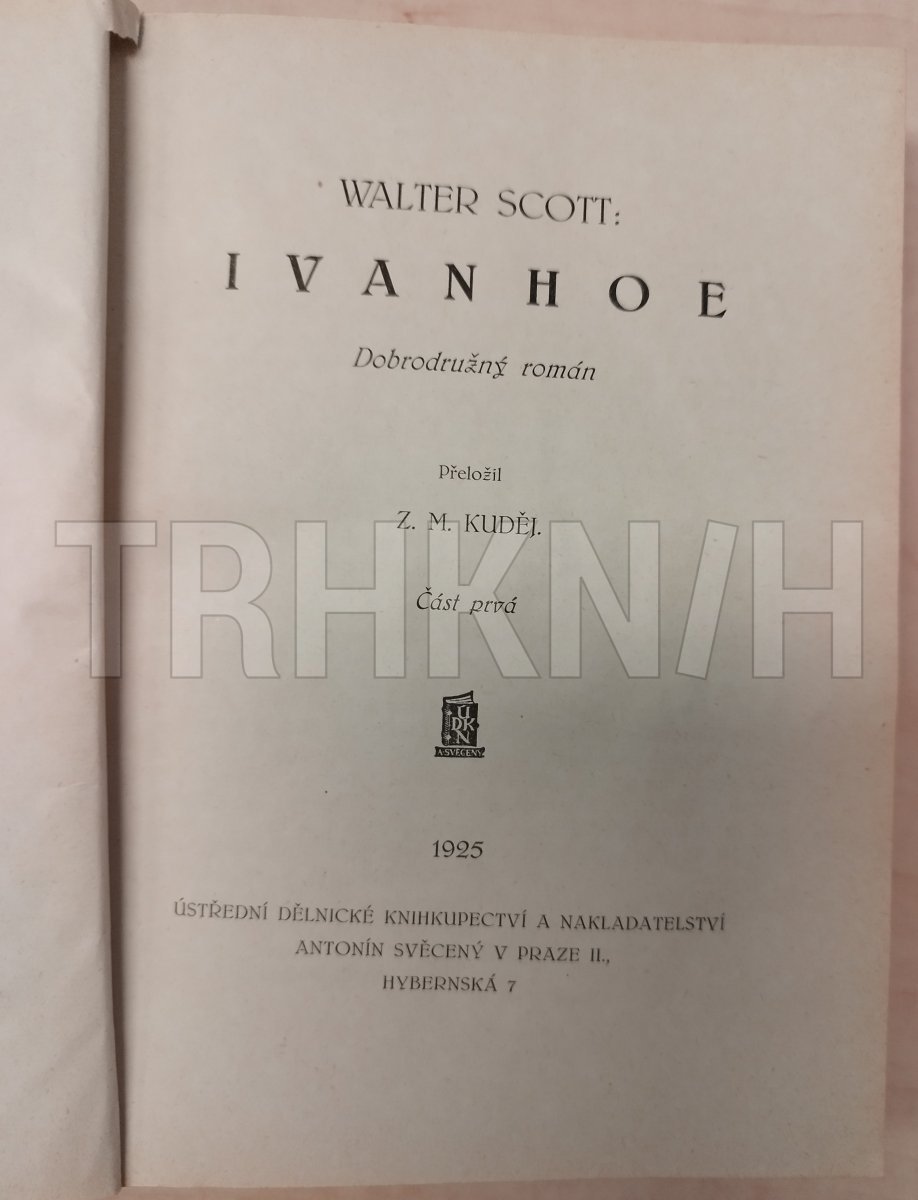 WALTER SCOTT:
IVANHOE
Dobrodružný román
Přeložil
Z. M. KUDĚJ.
Část prvá
TRHKNIH
UDKN
A·SVĚCENÝ
1925
ÚSTŘEDNÍ DĚLNICKÉ KNIHKUPECTVÍ A NAKLADATELSTVÍ
ANTONÍN SVĚCENÝ V PRAZE II.,
HYBERNSKÁ 7